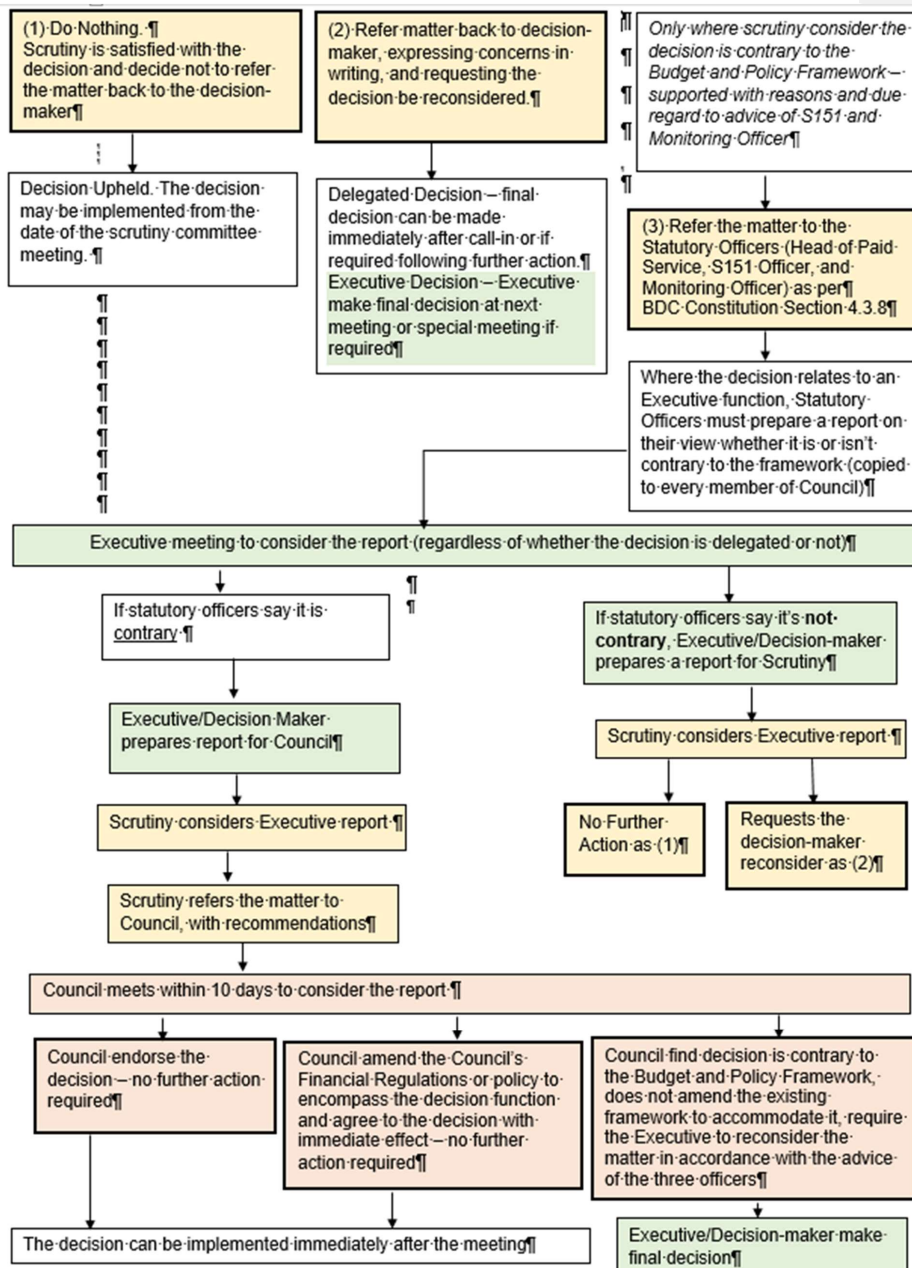 (1) Do Nothing. ¶
Scrutiny is satisfied with the
decision and decide not to refer
the matter back to the decision-
maker¶
(2) Refer matter back to decision-
maker, expressing concerns in
writing, and requesting the
decision be reconsidered.¶
Only where scrutiny consider the
decision is contrary to the
Budget and Policy Framework –
supported with reasons and due
regard to advice of S151 and
Monitoring Officer¶
Decision Upheld. The decision
may be implemented from the
date of the scrutiny committee
meeting. ¶
Delegated Decision – final
decision can be made
immediately after call-in or if
required following further action.¶
Executive Decision – Executive
make final decision at next
meeting or special meeting if
required¶
(3) Refer the matter to the
Statutory Officers (Head of Paid
Service, S151 Officer, and
Monitoring Officer) as per¶
BDC Constitution Section 4.3.8¶
Where the decision relates to an
Executive function, Statutory
Officers must prepare a report on
their view whether it is or isn't
contrary to the framework (copied
to every member of Council)¶
Executive meeting to consider the report (regardless of whether the decision is delegated or not)¶
If statutory officers say it is
contrary ¶
If statutory officers say it's not
contrary, Executive/Decision-maker
prepares a report for Scrutiny¶
Executive/Decision Maker
prepares report for Council¶
Scrutiny considers Executive report ¶
Scrutiny considers Executive report ¶
No Further
Action as (1)¶
Requests the
decision-maker
reconsider as (2)¶
Scrutiny refers the matter to
Council, with recommendations¶
Council meets within 10 days to consider the report ¶
Council endorse the
decision – no further action
required¶
Council amend the Council's
Financial Regulations or policy to
encompass the decision function
and agree to the decision with
immediate effect – no further
action required¶
Council find decision is contrary to
the Budget and Policy Framework,
does not amend the existing
framework to accommodate it, require
the Executive to reconsider the
matter in accordance with the advice
of the three officers¶
The decision can be implemented immediately after the meeting¶
Executive/Decision-maker make
final decision¶